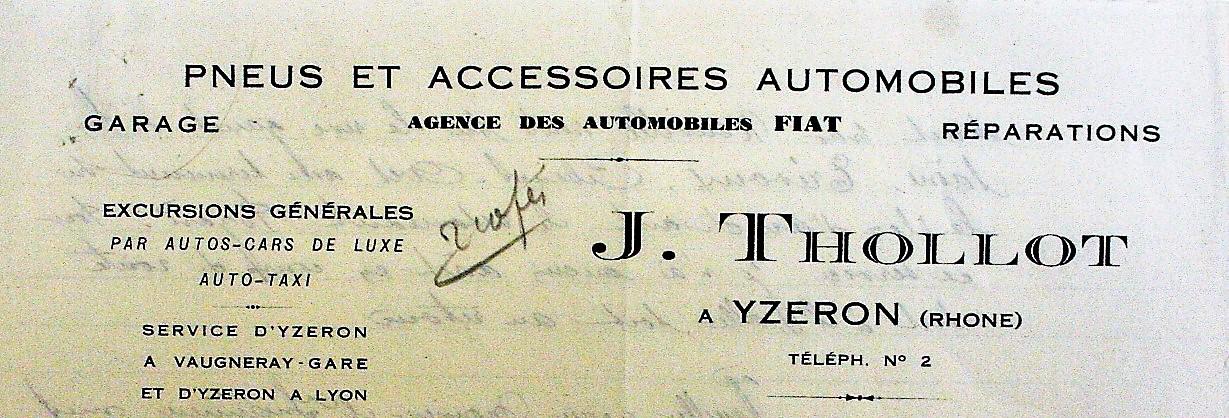 PNEUS ET ACCESSOIRES AUTOMOBILES
GARAGE
AGENCE DES AUTOMOBILES FIAT
RÉPARATIONS
EXCURSIONS GÉNÉRALES
PAR AUTOS-CARS DE LUXE
AUTO-TAXI
SERVICE D'YZERON
A VAUGNERAY-GARE
ET D'YZERON A LYON
J. THOLLOT
A YZERON (RHONE)
TÉLÉPH. N° 2